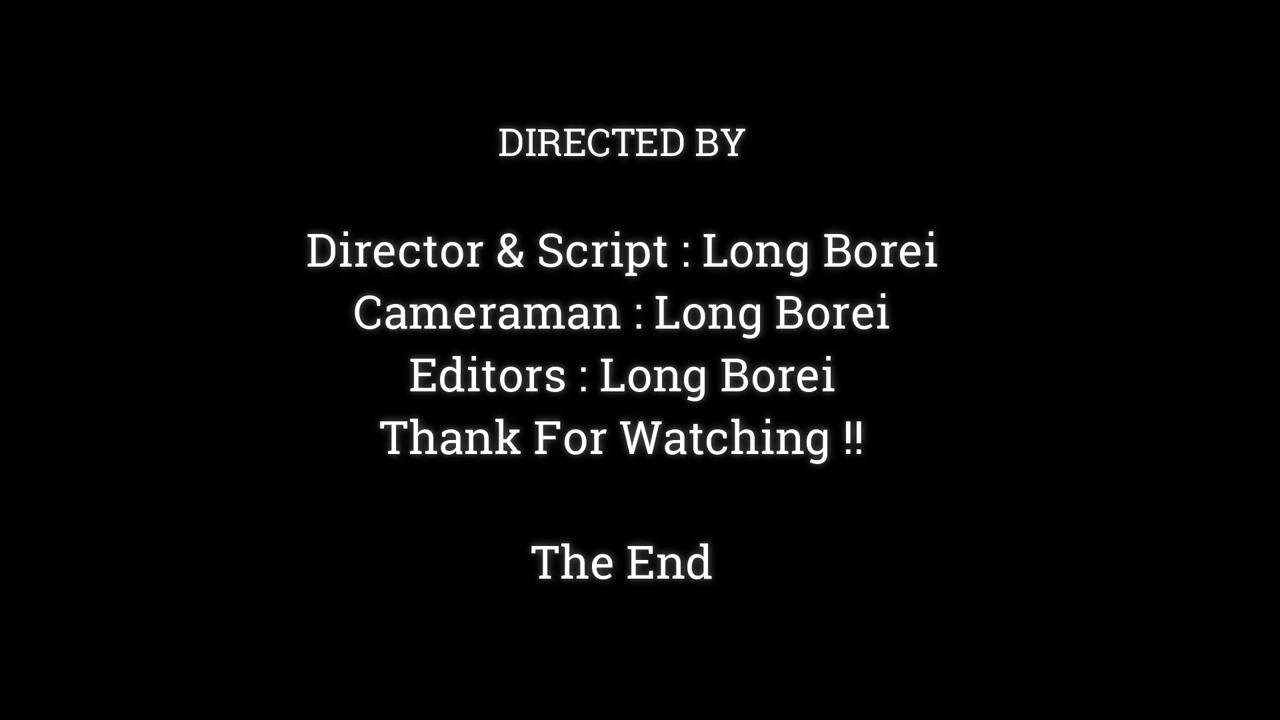 DIRECTED BY
Director & Script : Long Borei
Cameraman : Long Borei
Editors : Long Borei
Thank For Watching !!
The End